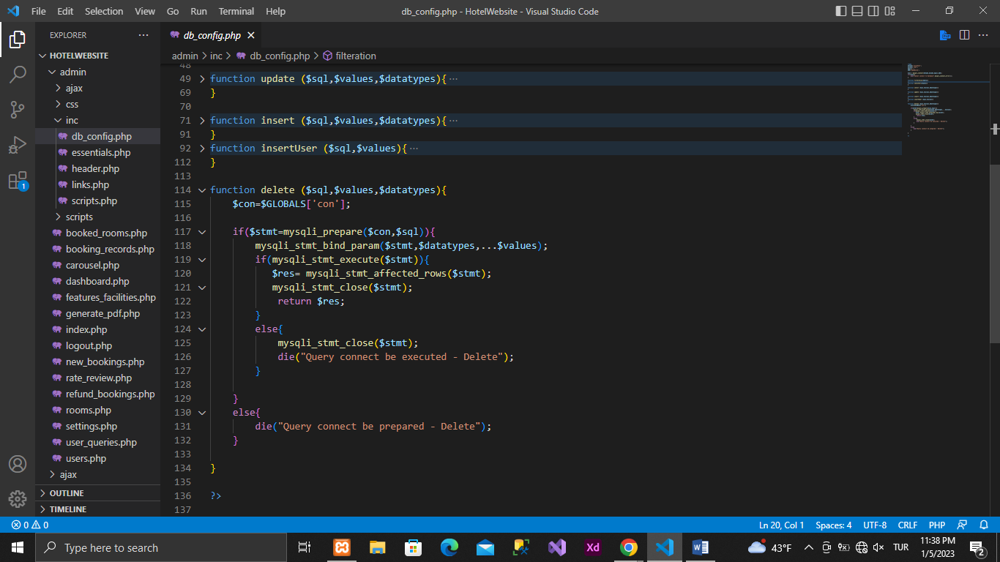 File Edit Selection View Go Run Terminal Help
db_config.php - HotelWebsite - Visual Studio Code
EXPLORER
HOTELWEBSITE
admin
ajax
css
inc
db_config.php
essentials.php
header.php
links.php
scripts.php
scripts
booked_rooms.php
booking_records.php
carousel.php
dashboard.php
features_facilities.php
generate_pdf.php
index.php
logout.php
new_bookings.php
rate_review.php
refund_bookings.php
rooms.php
settings.php
user_queries.php
users.php
ajax
OUTLINE
TIMELINE
1
db_config.php
admin > inc > db_config.php > filteration
48
49 function update ($sql,$values,$datatypes){ ···
69 }
70
71 function insert ($sql,$values,$datatypes){ ···
91 }
92 function insertUser ($sql,$values){ ···
112 }
113
114 function delete ($sql,$values,$datatypes){
115 $con=$GLOBALS['con'];
116
117 if($stmt=mysqli_prepare($con,$sql)){
118 mysqli_stmt_bind_param($stmt,$datatypes,...$values);
119 if(mysqli_stmt_execute($stmt)){
120 $res= mysqli_stmt_affected_rows($stmt);
121 mysqli_stmt_close($stmt);
122 return $res;
123 }
124 else{
125 mysqli_stmt_close($stmt);
126 die("Query connect be executed - Delete");
127 }
128
129 }
130 else{
131 die("Query connect be prepared - Delete");
132 }
133
134 }
135
136 ?>
137
0 0
Ln 20, Col 1 Spaces: 4 UTF-8 CRLF PHP
Type here to search
Xd
43°F
TUR
11:38 PM
1/5/2023
2